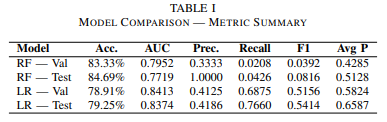 TABLE I
MODEL COMPARISON — METRIC SUMMARY
Model Acc. AUC Prec. Recall F1 Avg P
RF — Val 83.33% 0.7952 0.3333 0.0208 0.0392 0.4285
RF — Test 84.69% 0.7719 1.0000 0.0426 0.0816 0.5128
LR — Val 78.91% 0.8413 0.4125 0.6875 0.5156 0.5824
LR — Test 79.25% 0.8374 0.4186 0.7660 0.5414 0.6587